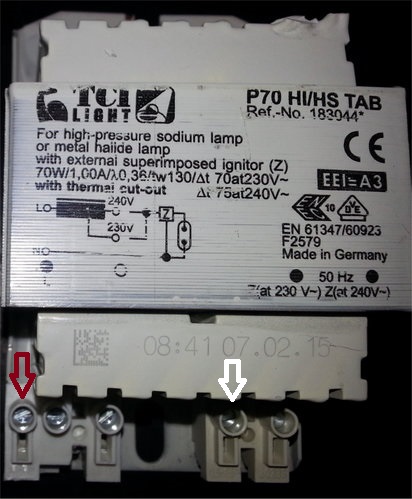 TCI
LIGHT
P70 HI/HS TAB
Ref.-No. 183044*
For high-pressure sodium lamp
or metal halide lamp
with external superimposed ignitor (Z)
70W/1,00A/λ0,36/tw130/Δt 70at230V~
with thermal cut-out Δt 75at240V~
CE
EEI=A3
LO 240V
230V
Z
NO
10
VDE
EN 61347/60923
F2579
Made in Germany
50 Hz
Z(at 230 V~) Z(at 240V~)
08:41 07.02.15